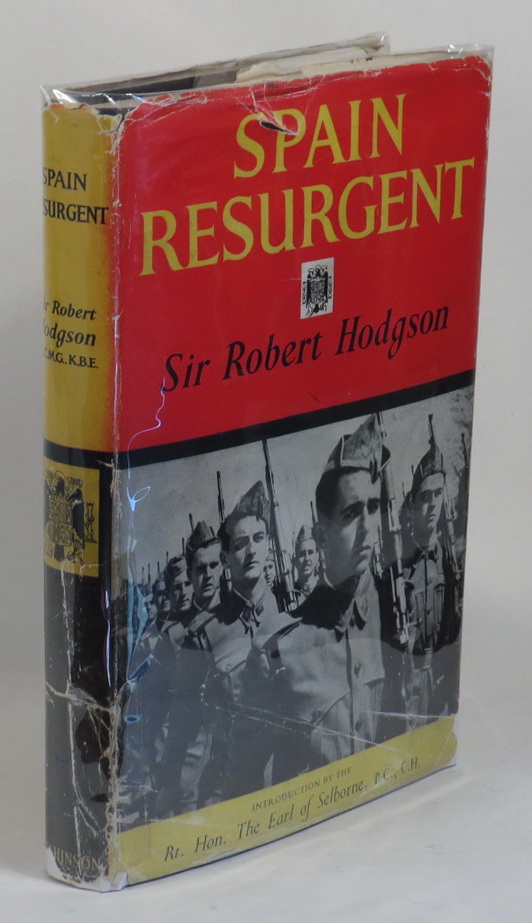 SPAIN
RESURGENT
Sir Robert Hodgson
INTRODUCTION BY THE
Rt. Hon. The Earl of Selborne, P.C., C.H.
SPAIN
SURGENT
ir Robert
odgson
C.M.G., K.B.E.
HINSON